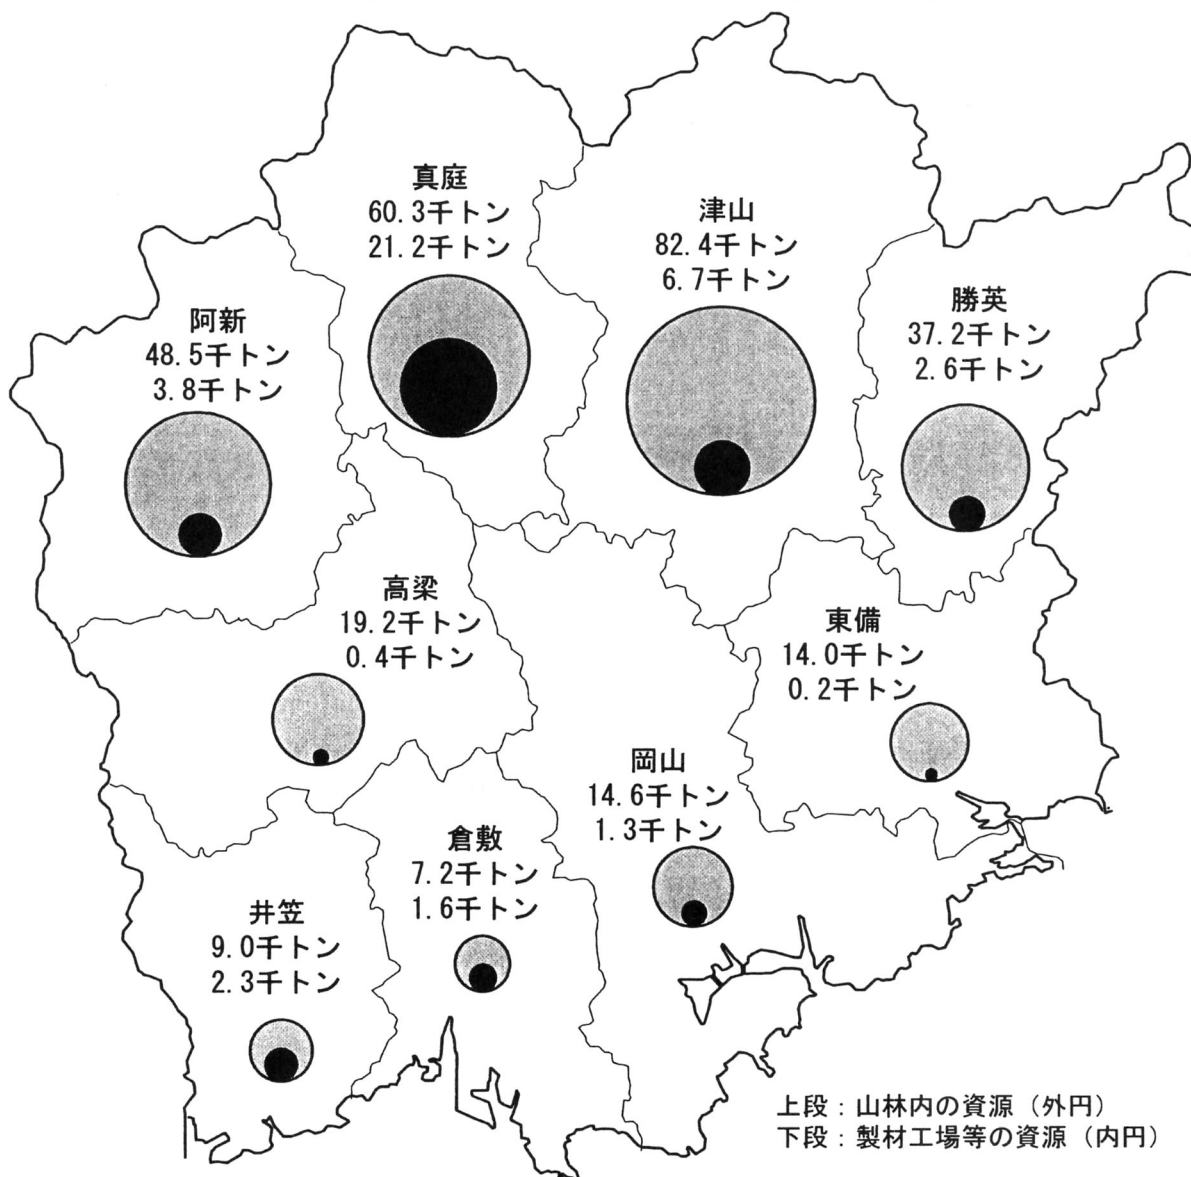 真庭
60.3千トン
21.2千トン
津山
82.4千トン
6.7千トン
勝英
37.2千トン
2.6千トン
阿新
48.5千トン
3.8千トン
高梁
19.2千トン
0.4千トン
東備
14.0千トン
0.2千トン
岡山
14.6千トン
1.3千トン
倉敷
7.2千トン
1.6千トン
井笠
9.0千トン
2.3千トン
上段：山林内の資源（外円）
下段：製材工場等の資源（内円）